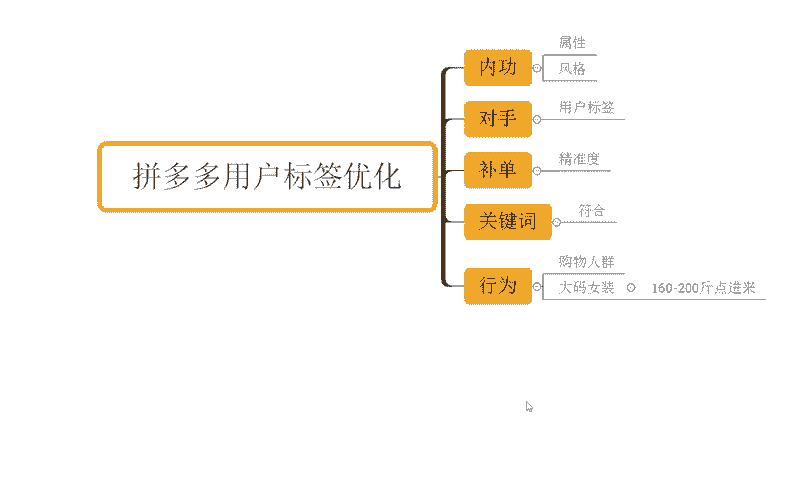 属性
内功
风格
用户标签
对手
精准度
补单
拼多多用户标签优化
符合
关键词
购物人群
行为
大码女装
160-200斤点进来